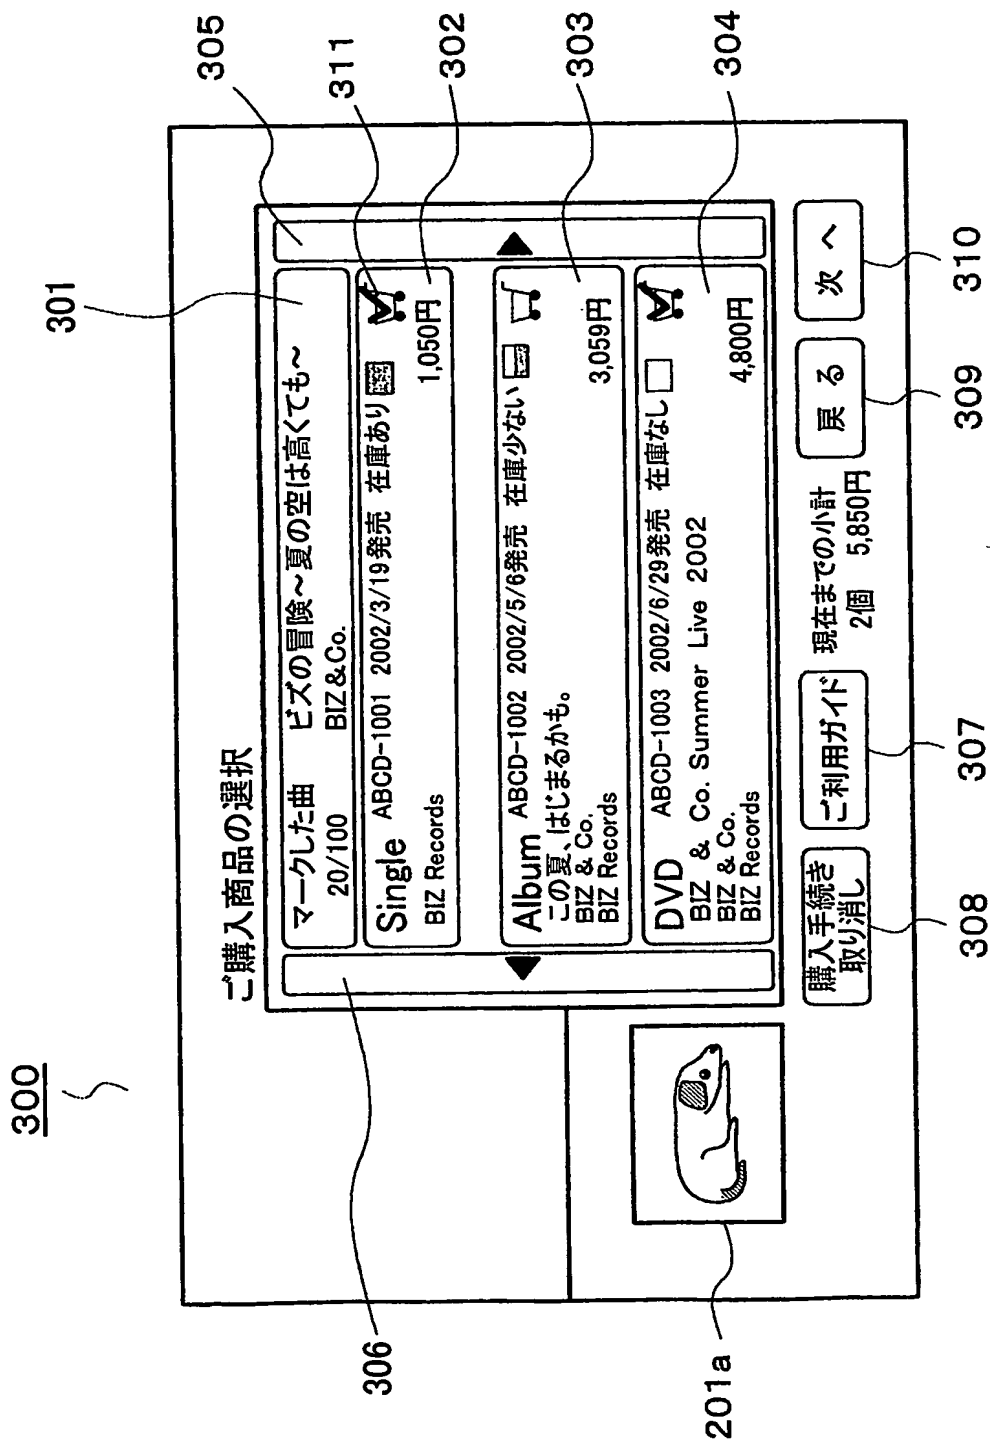 300
ご購入商品の選択
301
305
311
302
303
304
マークした曲 ビズの冒険～夏の空は高くても～
20/100 BIZ&Co.
Single ABCD-1001 2002/3/19発売 在庫あり
BIZ Records 1,050円
Album ABCD-1002 2002/5/6発売 在庫少ない
この夏、はじまるかも。
BIZ & Co.
BIZ Records 3,059円
DVD ABCD-1003 2002/6/29発売 在庫なし
BIZ & Co. Summer Live 2002
BIZ & Co.
BIZ Records 4,800円
306
201a
購入手続き
取り消し
ご利用ガイド
現在までの小計
2個 5,850円
戻る
次へ
308
307
309
310